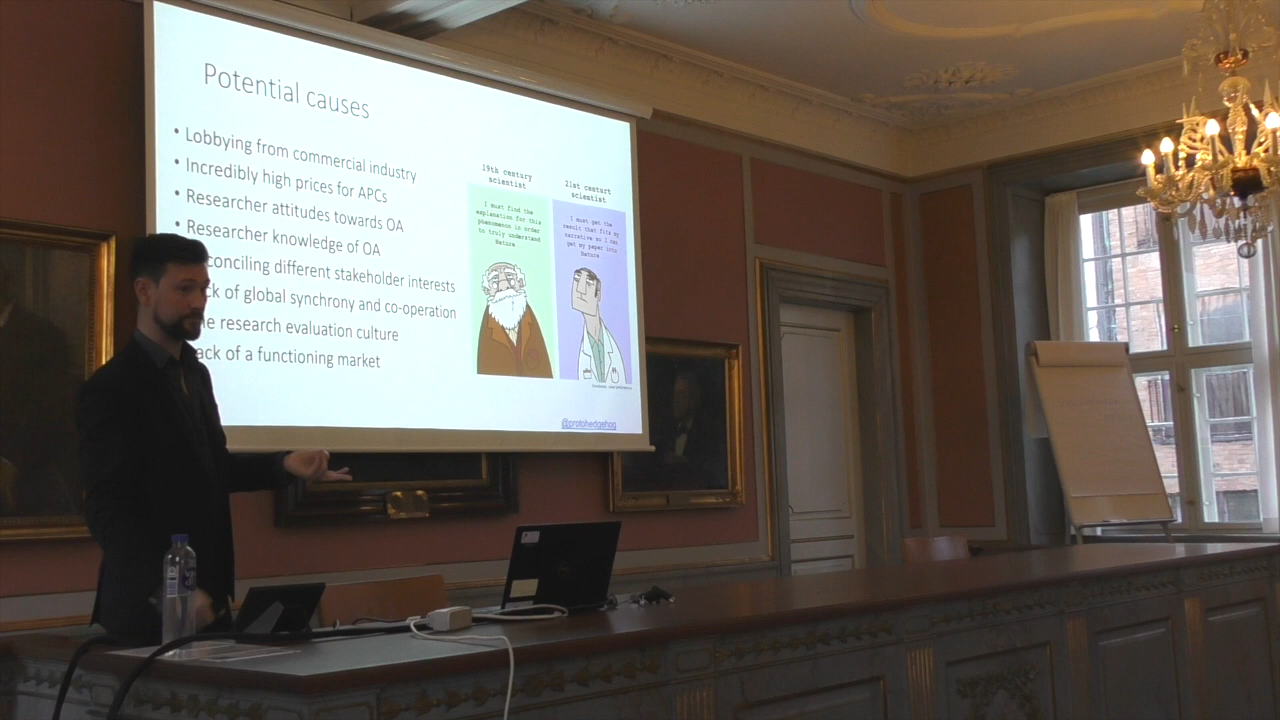 Potential causes
• Lobbying from commercial industry
• Incredibly high prices for APCs
• Researcher attitudes towards OA
• Researcher knowledge of OA
conciling different stakeholder interests
ck of global synchrony and co-operation
e research evaluation culture
ack of a functioning market
19th century
scientist
I must find the
explanation for this
phenomenon in order
to truly understand
Nature
21st centurt
scientist
I must get the
result that fits my
narrative so I can
get my paper into
Nature
@protohedgehog